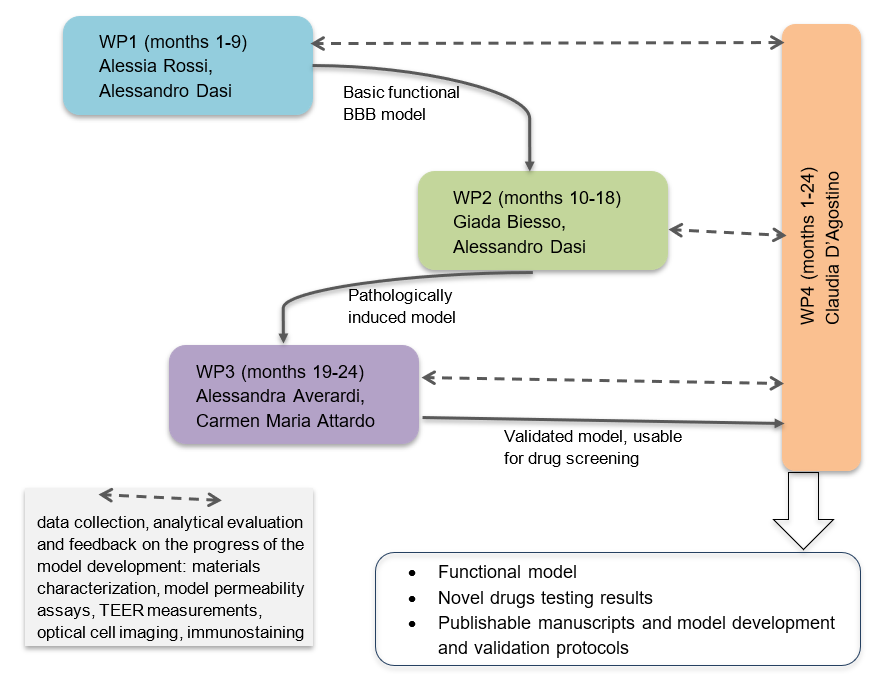 WP1 (months 1-9)
Alessia Rossi,
Alessandro Dasi
Basic functional
BBB model
WP2 (months 10-18)
Giada Biesso,
Alessandro Dasi
WP4 (months 1-24)
Claudia D’Agostino
Pathologically
induced model
WP3 (months 19-24)
Alessandra Averardi,
Carmen Maria Attardo
Validated model, usable
for drug screening
data collection, analytical evaluation
and feedback on the progress of the
model development: materials
characterization, model permeability
assays, TEER measurements,
optical cell imaging, immunostaining
• Functional model
• Novel drugs testing results
• Publishable manuscripts and model development
and validation protocols